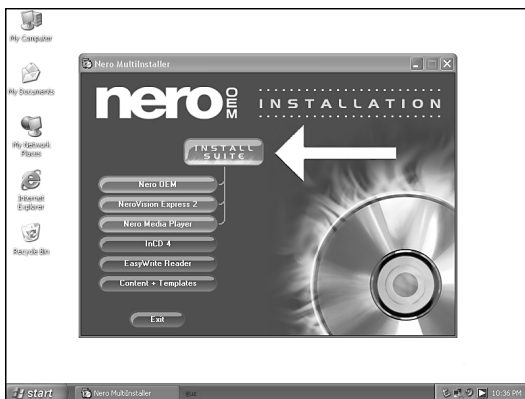 My Computer
My Documents
My Network
Places
Internet
Explorer
Recycle Bin
Nero MultiInstaller
nero OEM INSTALLATION
INSTALL
SUITE
Nero OEM
NeroVision Express 2
Nero Media Player
InCD 4
EasyWrite Reader
Content + Templates
Exit
start
Nero MultiInstaller
10:36 PM